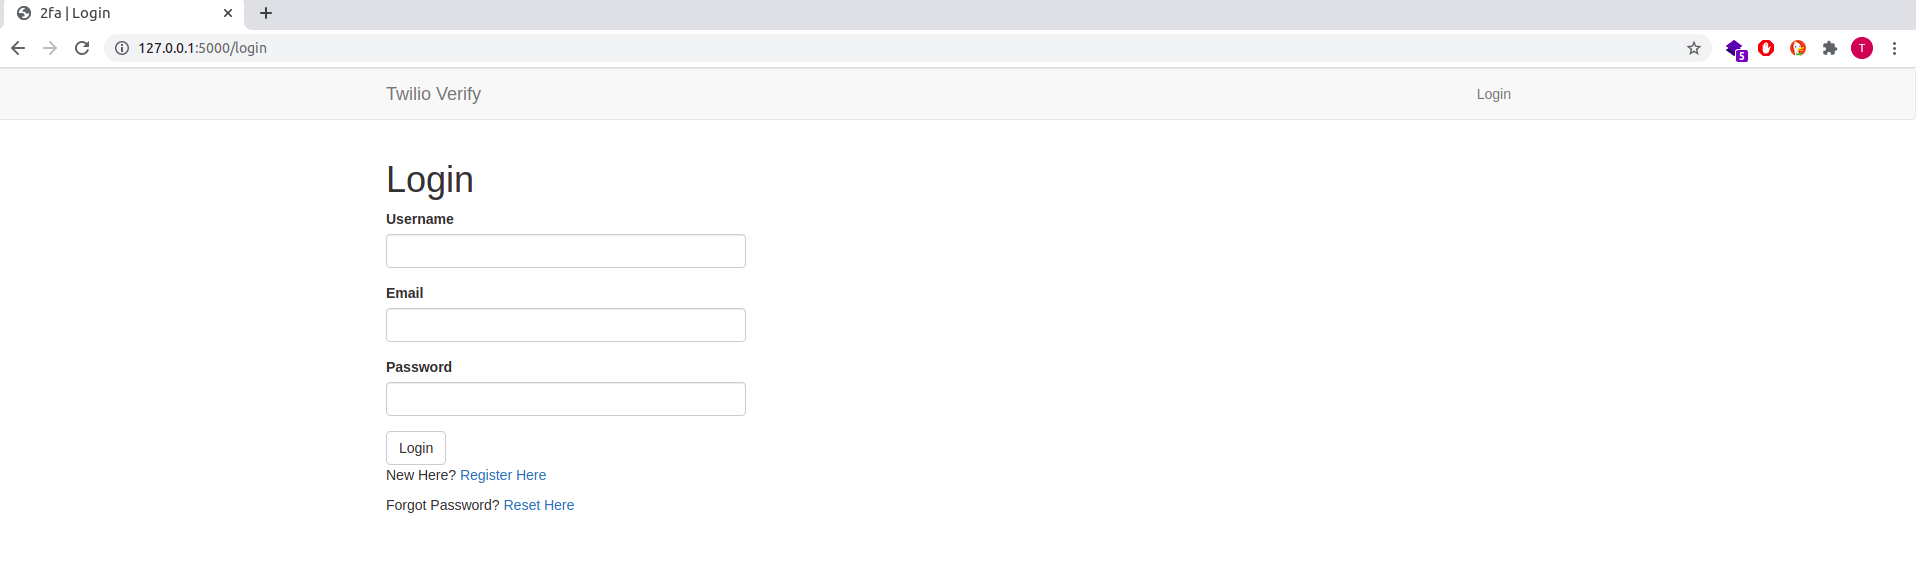 2fa | Login
127.0.0.1:5000/login
5
T
Twilio Verify
Login
Login
Username
Email
Password
Login
New Here? Register Here
Forgot Password? Reset Here